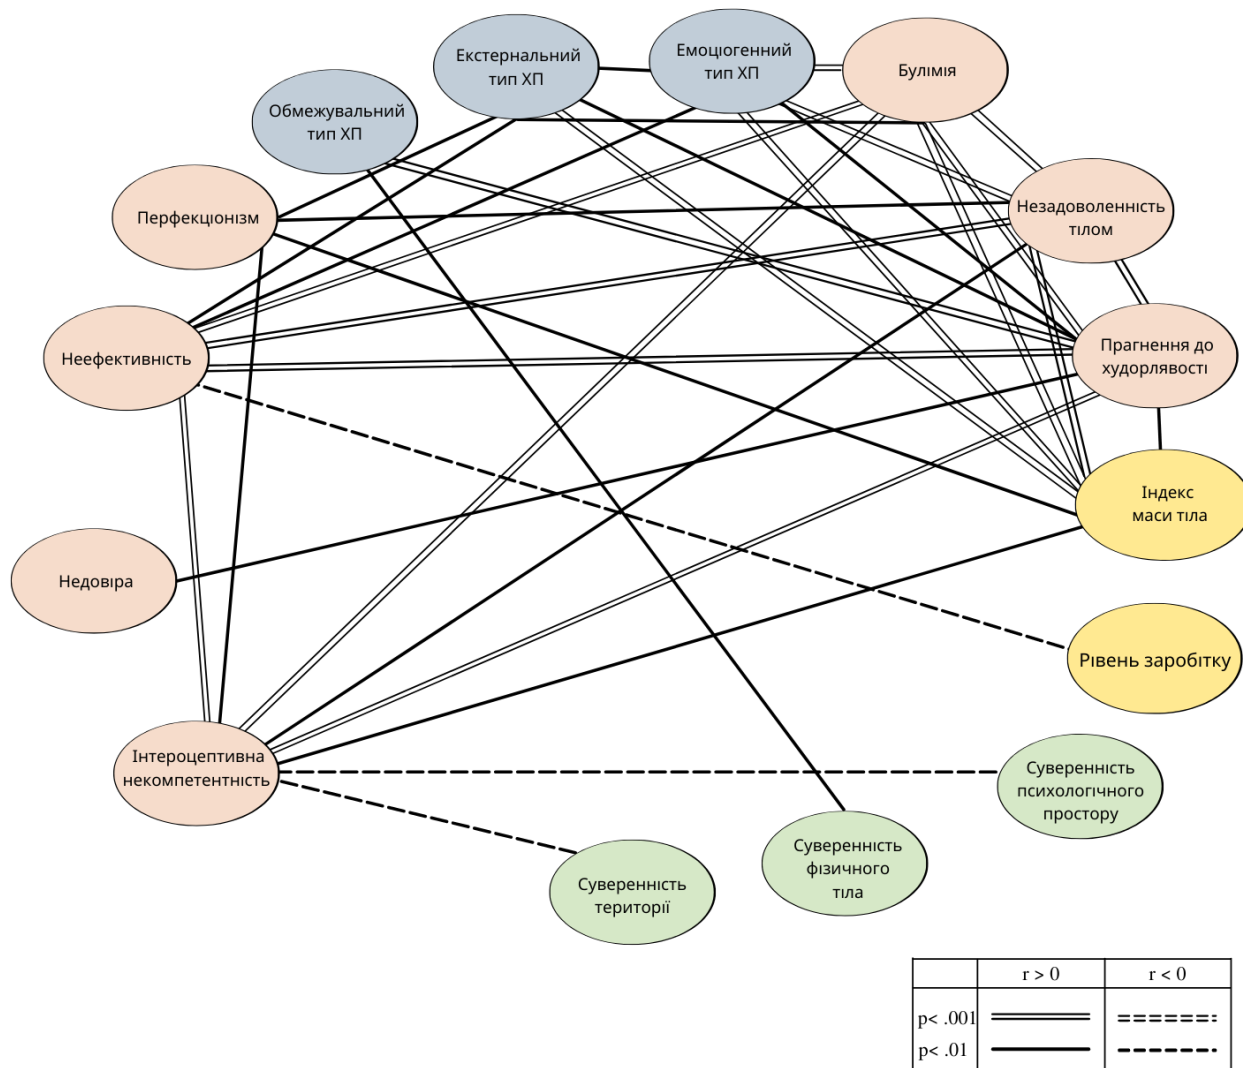 Екстернальний
тип ХП
Емоціогенний
тип ХП
Булімія
Обмежувальний
тип ХП
Перфекціонізм
Незадоволенність
тілом
Неефективність
Прагнення до
худорлявості
Індекс
маси тіла
Недовіра
Рівень заробітку
Інтероцептивна
некомпетентність
Суверенність
психологічного
простору
Суверенність
фізичного
тіла
Суверенність
території
r > 0 r < 0
p< .001
p< .01